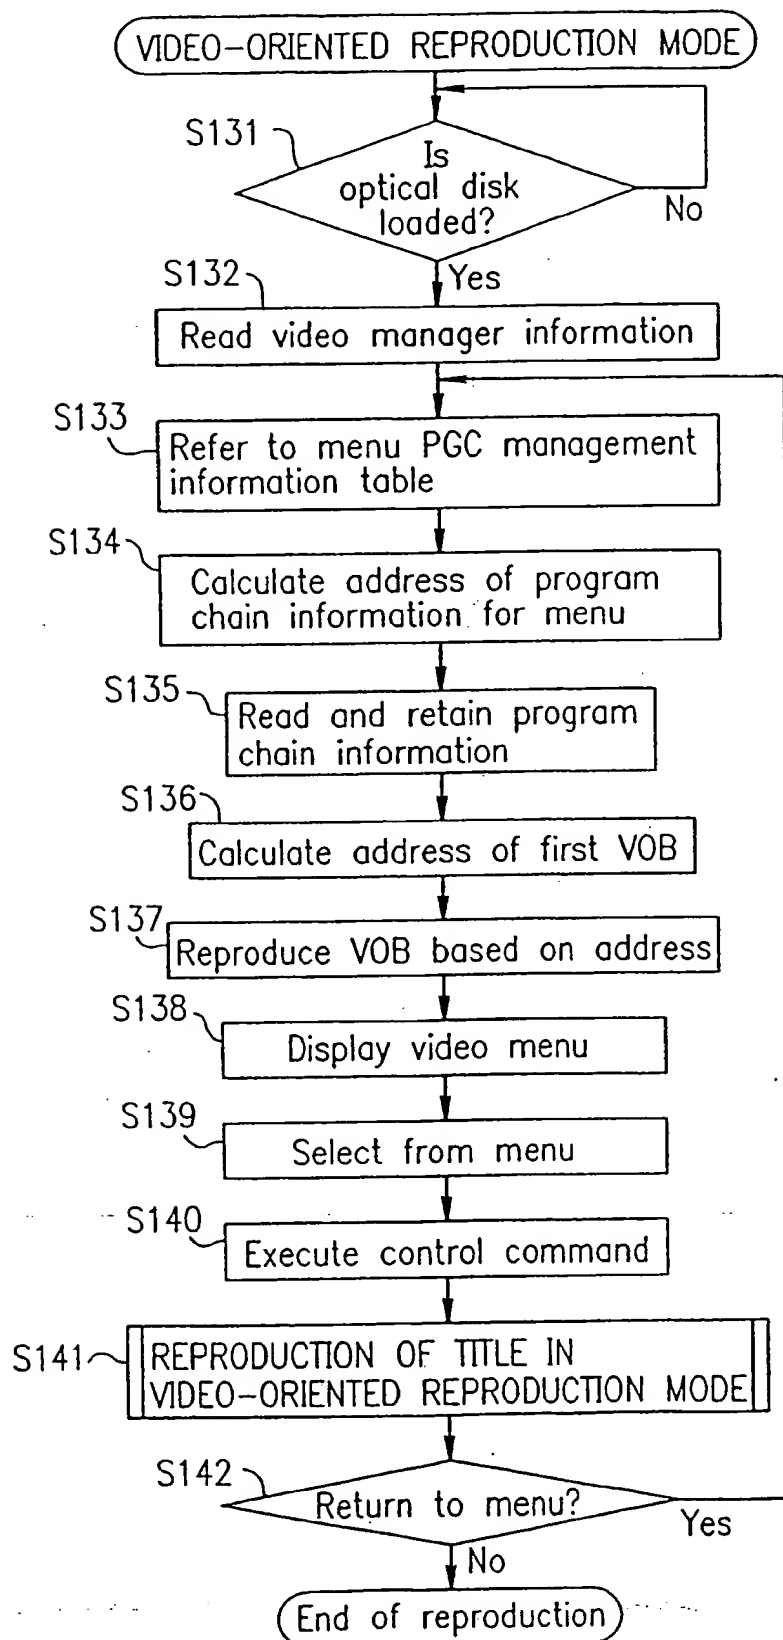 VIDEO-ORIENTED REPRODUCTION MODE
S131
Is
optical disk
loaded?
No
Yes
S132
Read video manager information
S133
Refer to menu PGC management
information table
S134
Calculate address of program
chain information for menu
S135
Read and retain program
chain information
S136
Calculate address of first VOB
S137
Reproduce VOB based on address
S138
Display video menu
S139
Select from menu
S140
Execute control command
S141
REPRODUCTION OF TITLE IN
VIDEO-ORIENTED REPRODUCTION MODE
S142
Return to menu?
Yes
No
End of reproduction